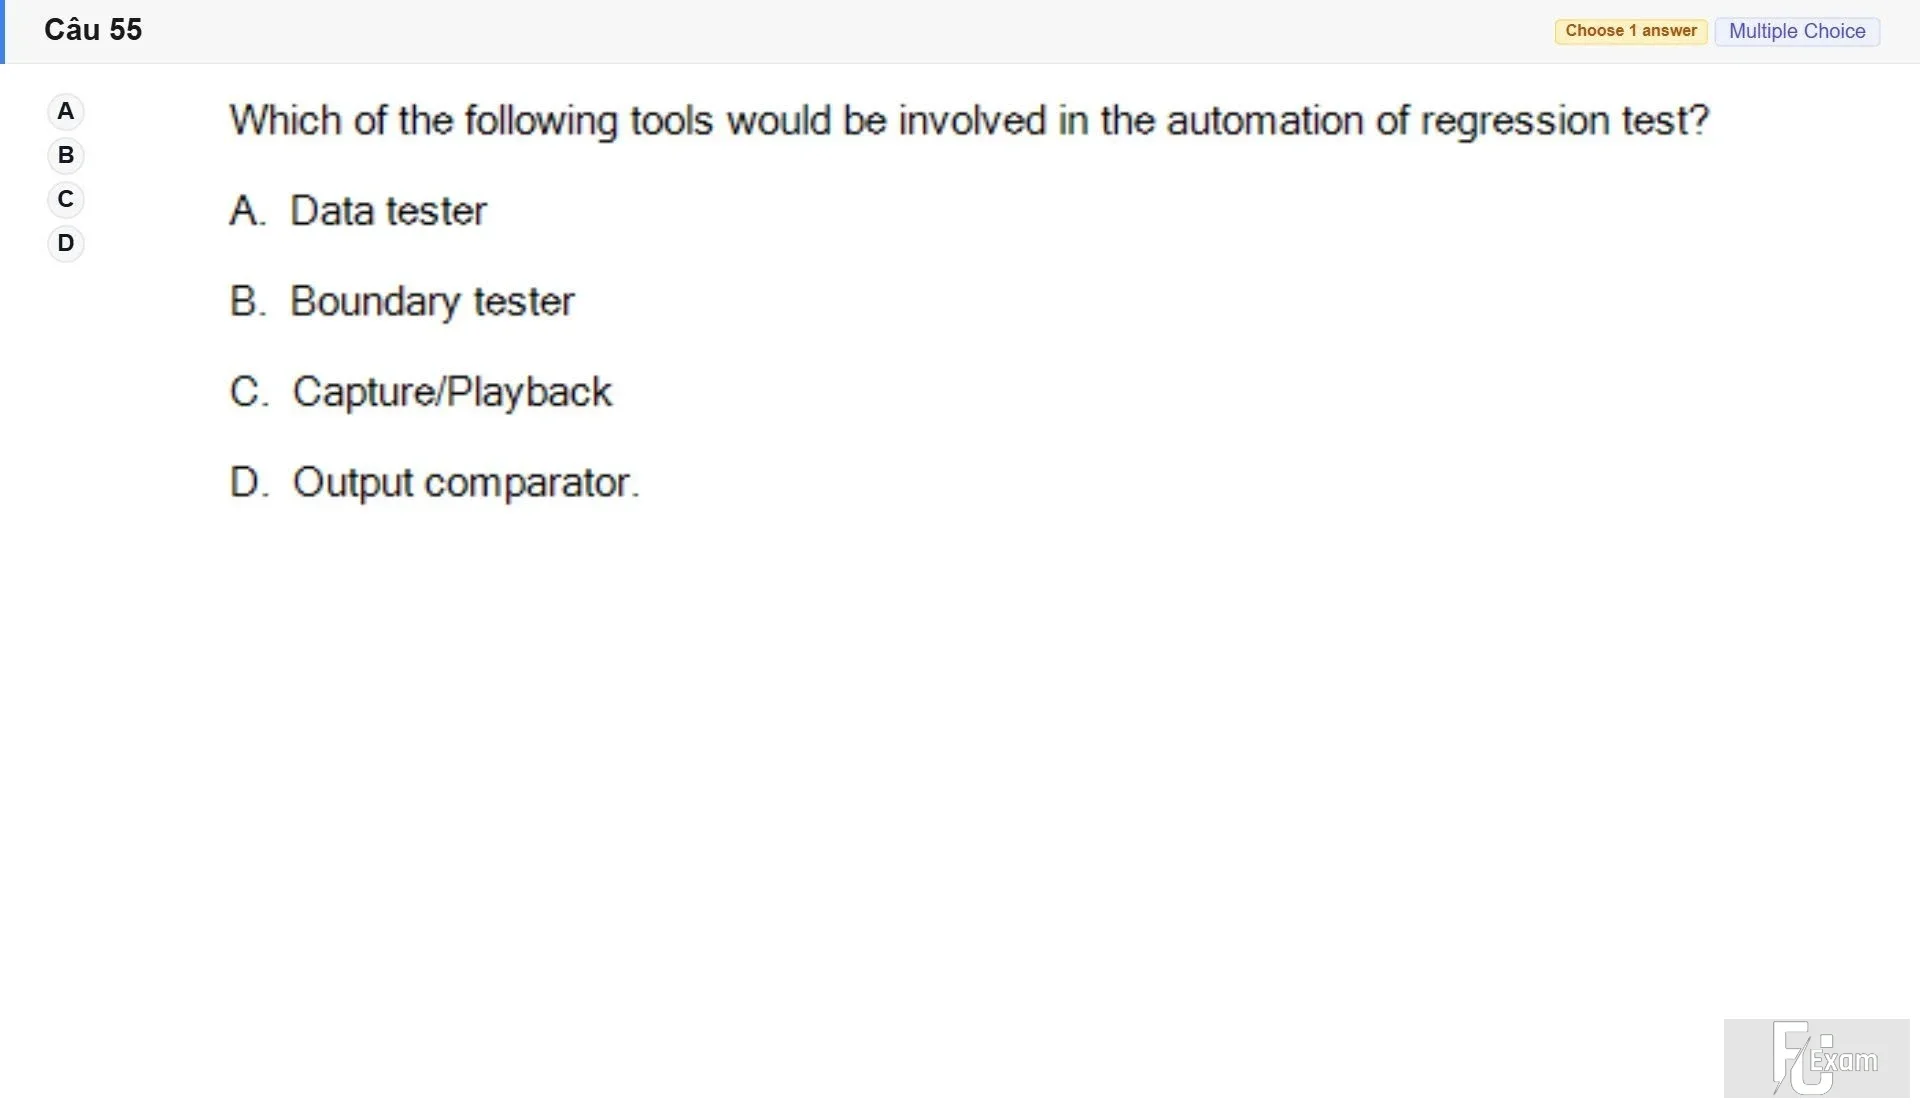 Câu 55
Choose 1 answer
Multiple Choice
A
B
C
D
Which of the following tools would be involved in the automation of regression test?
A. Data tester
B. Boundary tester
C. Capture/Playback
D. Output comparator.
FU Exam